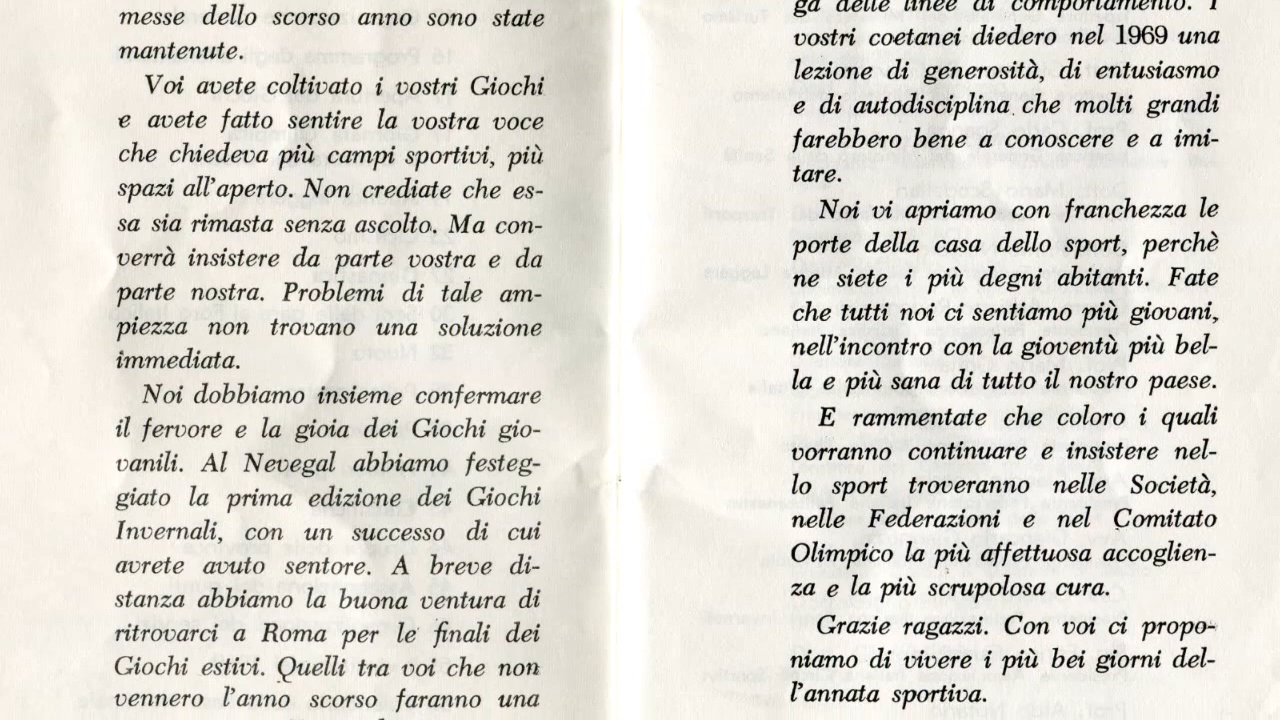 messe dello scorso anno sono state
mantenute.
Voi avete coltivato i vostri Giochi
e avete fatto sentire la vostra voce
che chiedeva più campi sportivi, più
spazi all'aperto. Non crediate che es-
sa sia rimasta senza ascolto. Ma con-
verrà insistere da parte vostra e da
parte nostra. Problemi di tale am-
piezza non trovano una soluzione
immediata.
Noi dobbiamo insieme confermare
il fervore e la gioia dei Giochi gio-
vanili. Al Nevegal abbiamo festeg-
giato la prima edizione dei Giochi
Invernali, con un successo di cui
avrete avuto sentore. A breve di-
stanza abbiamo la buona ventura di
ritrovarci a Roma per le finali dei
Giochi estivi. Quelli tra voi che non
vennero l'anno scorso faranno una
ga delle linee di comportamento. I
vostri coetanei diedero nel 1969 una
lezione di generosità, di entusiasmo
e di autodisciplina che molti grandi
farebbero bene a conoscere e a imi-
tare.
Noi vi apriamo con franchezza le
porte della casa dello sport, perchè
ne siete i più degni abitanti. Fate
che tutti noi ci sentiamo più giovani,
nell'incontro con la gioventù più bel-
la e più sana di tutto il nostro paese.
E rammentate che coloro i quali
vorranno continuare e insistere nel-
lo sport troveranno nelle Società,
nelle Federazioni e nel Comitato
Olimpico la più affettuosa accoglien-
za e la più scrupolosa cura.
Grazie ragazzi. Con voi ci propo-
niamo di vivere i più bei giorni del-
l'annata sportiva.